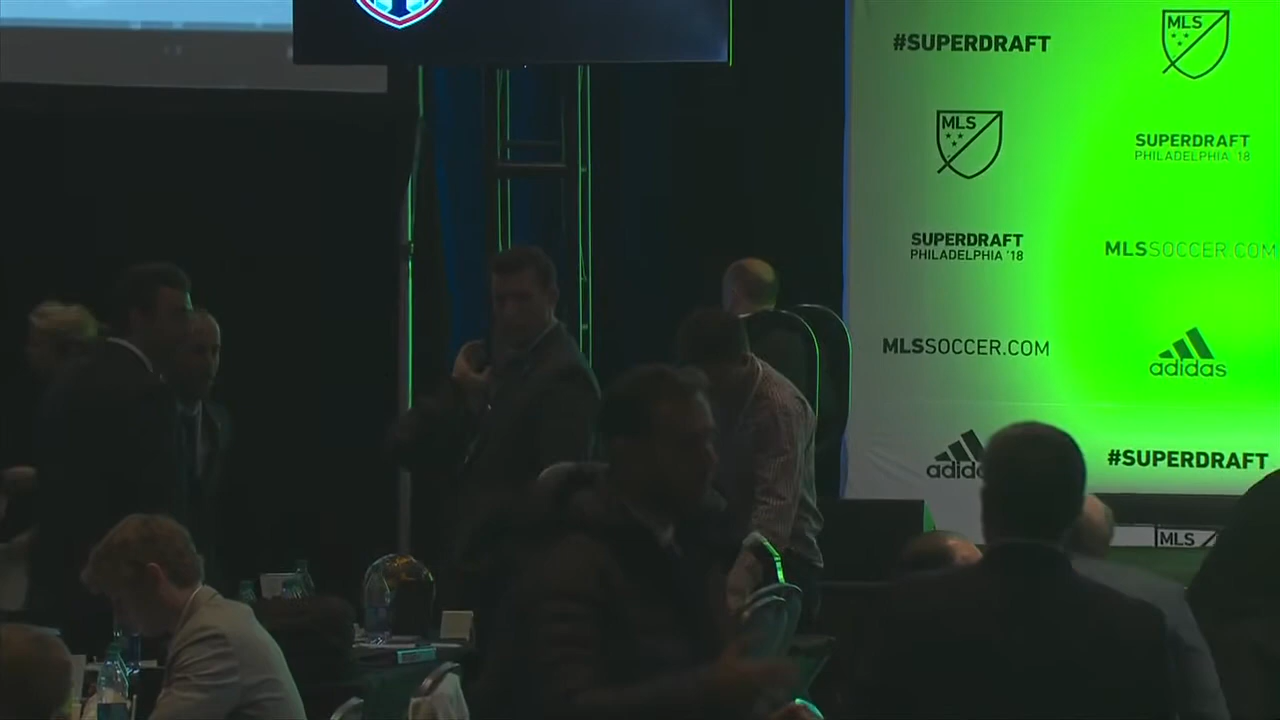 #SUPERDRAFT
MLS
MLS
SUPERDRAFT
PHILADELPHIA '18
SUPERDRAFT
PHILADELPHIA '18
MLSSOCCER.COM
MLSSOCCER.COM
adidas
adidas
#SUPERDRAFT
MLS